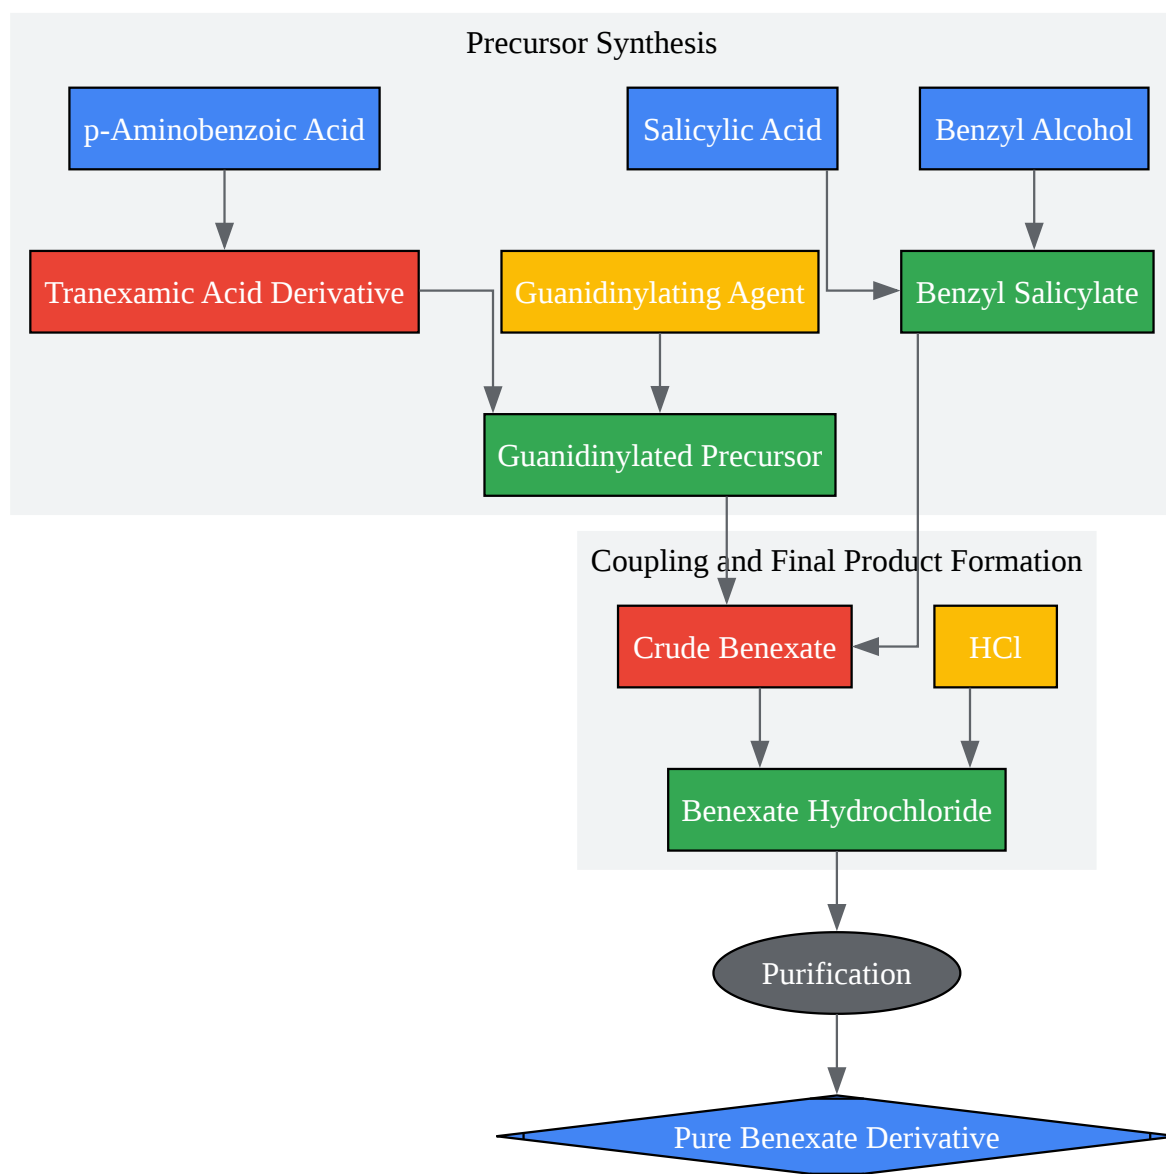 Precursor Synthesis
p-Aminobenzoic Acid
Salicylic Acid
Benzyl Alcohol
Tranexamic Acid Derivative
Guanidinylating Agent
Benzyl Salicylate
Guanidinylated Precursor
Coupling and Final Product Formation
Crude Benexate
HCl
Benexate Hydrochloride
Purification
Pure Benexate Derivative